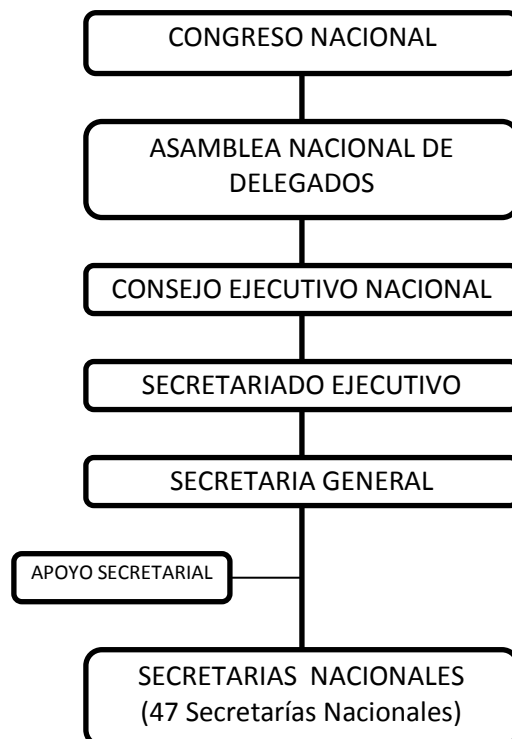 CONGRESO NACIONAL
ASAMBLEA NACIONAL DE
DELEGADOS
CONSEJO EJECUTIVO NACIONAL
SECRETARIADO EJECUTIVO
SECRETARIA GENERAL
APOYO SECRETARIAL
SECRETARIAS NACIONALES
(47 Secretarías Nacionales)